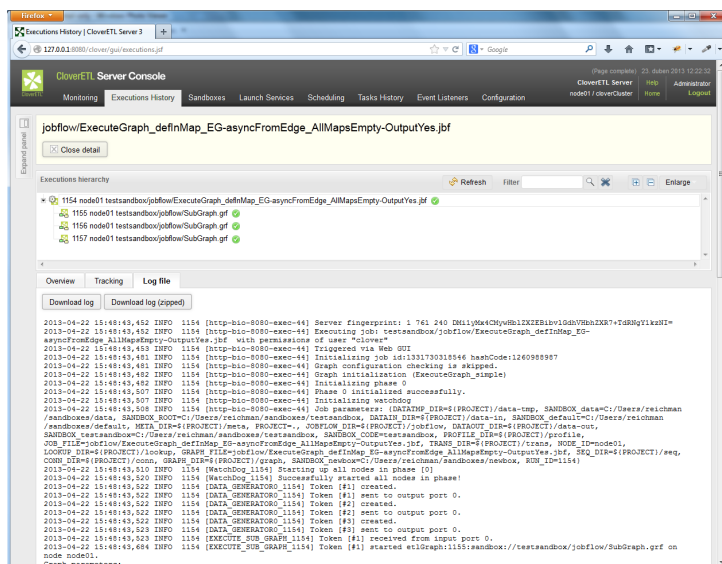 Firefox
Executions History | CloverETL Server 3
127.0.0.1:8080/clover/gui/executions.jsf
Google
(Page complete) 23. duben 2013 12:22:32
CloverETL Server Console
CloverETL Server Help Administrator
node01 / cloverCluster Home Logout
CloverETL
Monitoring Executions History Sandboxes Launch Services Scheduling Tasks History Event Listeners Configuration
Expand panel
jobflow/ExecuteGraph_defInMap_EG-asyncFromEdge_AllMapsEmpty-OutputYes.jbf
Close detail
Executions hierarchy
Refresh Filter Enlarge
1154 node01 testsandbox/jobflow/ExecuteGraph_defInMap_EG-asyncFromEdge_AllMapsEmpty-OutputYes.jbf
1155 node01 testsandbox/jobflow/SubGraph.grf
1156 node01 testsandbox/jobflow/SubGraph.grf
1157 node01 testsandbox/jobflow/SubGraph.grf
Overview Tracking Log file
Download log Download log (zipped)
2013-04-22 15:48:43,452 INFO 1154 [http-bio-8080-exec-44] Server fingerprint: 1 761 240
2013-04-22 15:48:43,452 INFO 1154 [http-bio-8080-exec-44] Executing job: testsandbox/jobflow/ExecuteGraph_defInMap_EG-
asyncFromEdge_AllMapsEmpty-OutputYes.jbf with permissions of user "clover"
2013-04-22 15:48:43,453 INFO 1154 [http-bio-8080-exec-44] Triggered via Web GUI
2013-04-22 15:48:43,481 INFO 1154 [http-bio-8080-exec-44] Initializing job id:1331730318546 hashCode:1260988987
2013-04-22 15:48:43,481 INFO 1154 [http-bio-8080-exec-44] Graph configuration checking is skipped.
2013-04-22 15:48:43,482 INFO 1154 [http-bio-8080-exec-44] Graph initialization (ExecuteGraph_simple)
2013-04-22 15:48:43,482 INFO 1154 [http-bio-8080-exec-44] Initializing phase 0
2013-04-22 15:48:43,507 INFO 1154 [http-bio-8080-exec-44] Phase 0 initialized successfully.
2013-04-22 15:48:43,507 INFO 1154 [http-bio-8080-exec-44] Initializing watchdog
2013-04-22 15:48:43,508 INFO 1154 [http-bio-8080-exec-44] Job parameters: {DATATMP_DIR=${PROJECT}/data-tmp, SANDBOX_data=C:/Users/reichman
/sandboxes/data, SANDBOX_ROOT=C:/Users/reichman/sandboxes/testsandbox, DATAIN_DIR=${PROJECT}/data-in, SANDBOX_default=C:/Users/reichman
/sandboxes/default, META_DIR=${PROJECT}/meta, PROJECT=., JOBFLOW_DIR=${PROJECT}/jobflow, DATAOUT_DIR=${PROJECT}/data-out,
SANDBOX_testsandbox=C:/Users/reichman/sandboxes/testsandbox, SANDBOX_CODE=testsandbox, PROFILE_DIR=${PROJECT}/profile,
JOB_FILE=jobflow/ExecuteGraph_defInMap_EG-asyncFromEdge_AllMapsEmpty-OutputYes.jbf, TRANS_DIR=${PROJECT}/trans, NODE_ID=node01,
LOOKUP_DIR=${PROJECT}/lookup, GRAPH_FILE=jobflow/ExecuteGraph_defInMap_EG-asyncFromEdge_AllMapsEmpty-OutputYes.jbf, SEQ_DIR=${PROJECT}/seq,
CONN_DIR=${PROJECT}/conn, GRAPH_DIR=${PROJECT}/graph, SANDBOX_newbox=C:/Users/reichman/sandboxes/newbox, RUN_ID=1154}
2013-04-22 15:48:43,510 INFO 1154 [WatchDog_1154] Starting up all nodes in phase [0]
2013-04-22 15:48:43,520 INFO 1154 [WatchDog_1154] Successfully started all nodes in phase!
2013-04-22 15:48:43,522 INFO 1154 [DATA_GENERATOR0_1154] Token [#1] created.
2013-04-22 15:48:43,522 INFO 1154 [DATA_GENERATOR0_1154] Token [#1] sent to output port 0.
2013-04-22 15:48:43,522 INFO 1154 [DATA_GENERATOR0_1154] Token [#2] created.
2013-04-22 15:48:43,522 INFO 1154 [DATA_GENERATOR0_1154] Token [#2] sent to output port 0.
2013-04-22 15:48:43,522 INFO 1154 [DATA_GENERATOR0_1154] Token [#3] created.
2013-04-22 15:48:43,523 INFO 1154 [DATA_GENERATOR0_1154] Token [#3] sent to output port 0.
2013-04-22 15:48:43,523 INFO 1154 [EXECUTE_SUB_GRAPH_1154] Token [#1] received from input port 0.
2013-04-22 15:48:43,684 INFO 1154 [EXECUTE_SUB_GRAPH_1154] Token [#1] started etlGraph:1155:sandbox://testsandbox/jobflow/SubGraph.grf on
node node01.